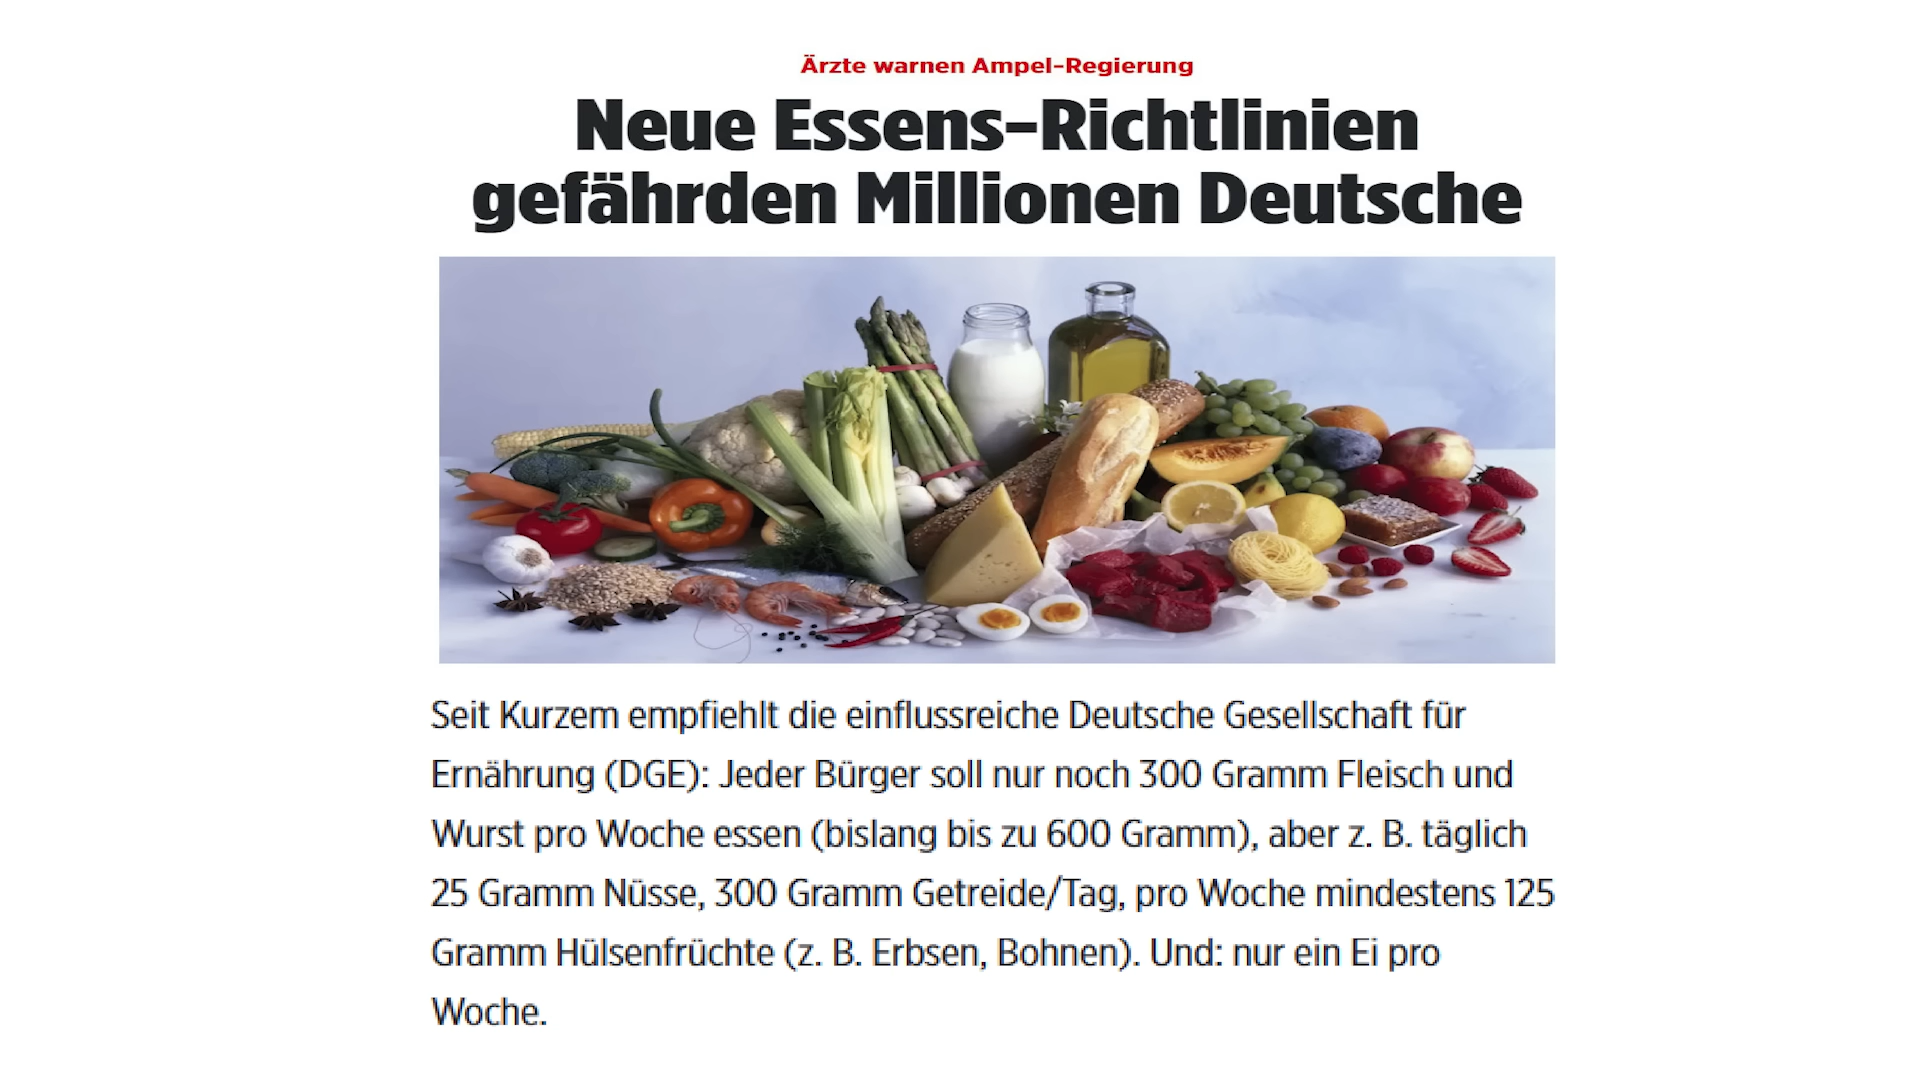 Ärzte warnen Ampel-Regierung
Neue Essens-Richtlinien
gefährden Millionen Deutsche
Seit Kurzem empfiehlt die einflussreiche Deutsche Gesellschaft für
Ernährung (DGE): Jeder Bürger soll nur noch 300 Gramm Fleisch und
Wurst pro Woche essen (bislang bis zu 600 Gramm), aber z. B. täglich
25 Gramm Nüsse, 300 Gramm Getreide/Tag, pro Woche mindestens 125
Gramm Hülsenfrüchte (z. B. Erbsen, Bohnen). Und: nur ein Ei pro
Woche.